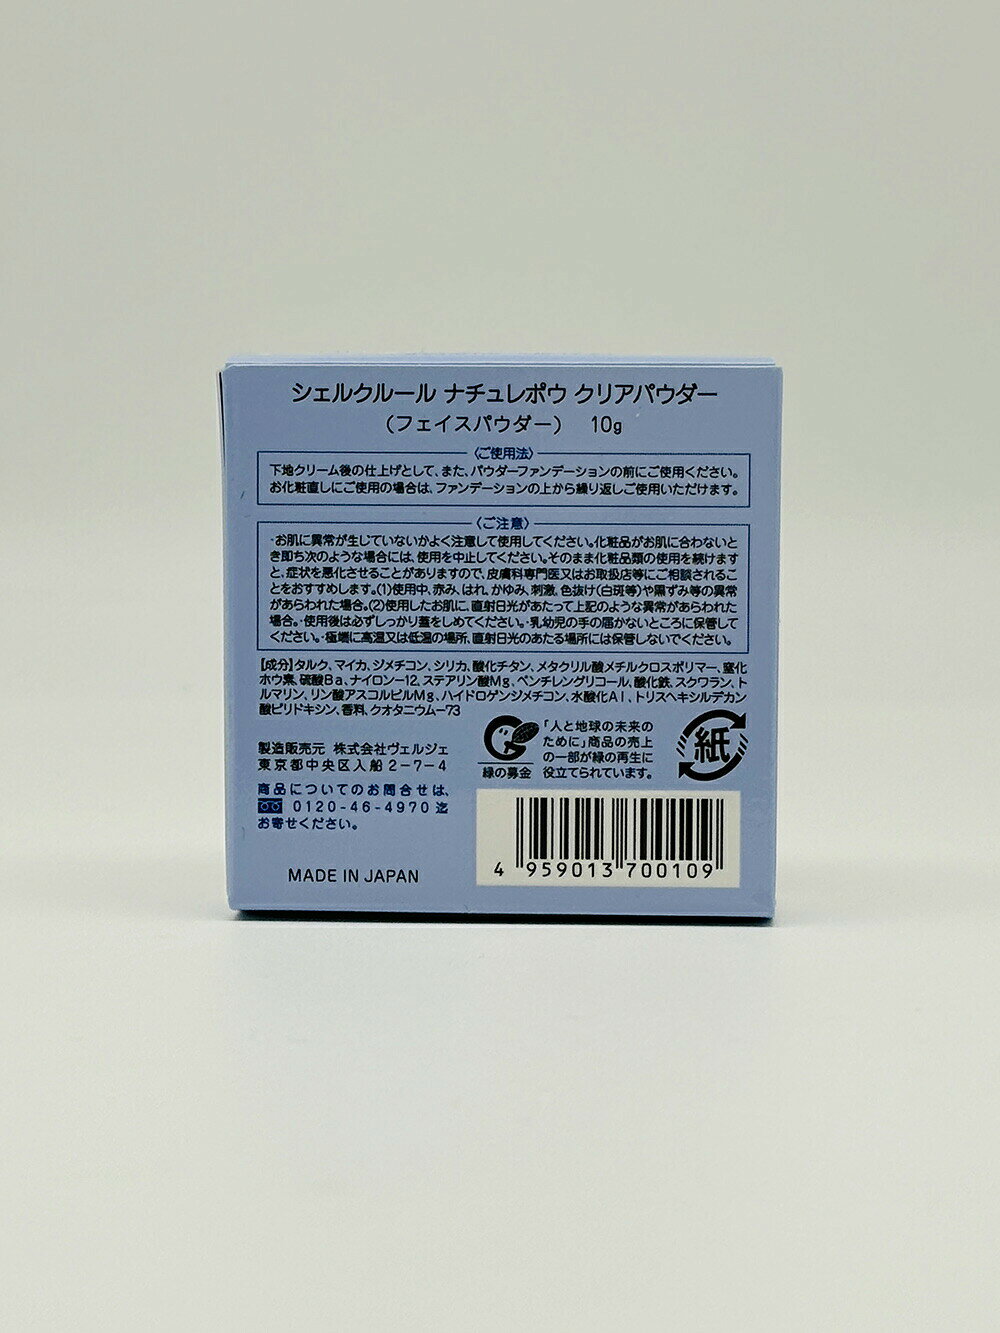 シェルクルール ナチュレポウ クリアパウダー
(フェイスパウダー) 10g
〈ご使用法〉
下地クリーム後の仕上げとして、また、パウダーファンデーションの前にご使用ください。
お化粧直しにご使用の場合は、ファンデーションの上から繰り返しご使用いただけます。
〈ご注意〉
・お肌に異常が生じていないかよく注意して使用してください。化粧品がお肌に合わないと
き即ち次のような場合には、使用を中止してください。そのまま化粧品類の使用を続けます
と、症状を悪化させることがありますので、皮膚科専門医又はお取扱店等にご相談されるこ
とをおすすめします。(1)使用中、赤み、はれ、かゆみ、刺激、色抜け(白斑等)や黒ずみ等の異常
があらわれた場合。(2)使用したお肌に、直射日光があたって上記のような異常があらわれた
場合。・使用後は必ずしっかり蓋をしめてください。・乳幼児の手の届かないところに保管して
ください。・極端に高温又は低温の場所、直射日光のあたる場所には保管しないでください。
【成分】タルク、マイカ、ジメチコン、シリカ、酸化チタン、メタクリル酸メチルクロスポリマー、窒化
ホウ素、硫酸Ba、ナイロン-12、ステアリン酸Mg、ペンチレングリコール、酸化鉄、スクワラン、ト
ルマリン、リン酸アスコルビルMg、ハイドロゲンジメチコン、水酸化Al、トリスヘキシルデカン
酸ピリドキシン、香料、クオタニウム-73
製造販売元 株式会社ヴェルジェ
東京都中央区入船2-7-4
商品についてのお問合せは、
0120-46-4970 迄
お寄せください。
MADE IN JAPAN
緑の募金
「人と地球の未来の
ために」商品の売上
の一部が緑の再生に
役立てられています。
紙
4 959013 700109